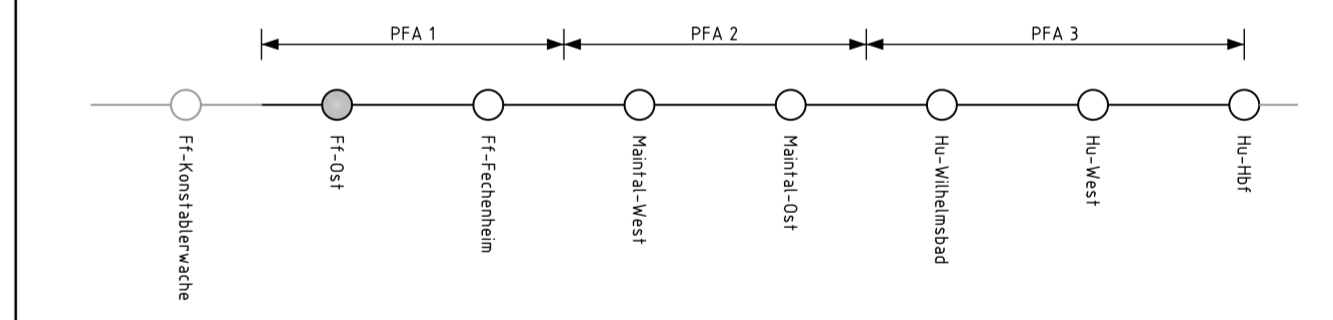 PFA 1
PFA 2
PFA 3
Ff-Konstablerwache
Ff-Ost
Ff-Fechenheim
Maintal-West
Maintal-Ost
Hu-Wilhelmsbad
Hu-West
Hu-Hbf